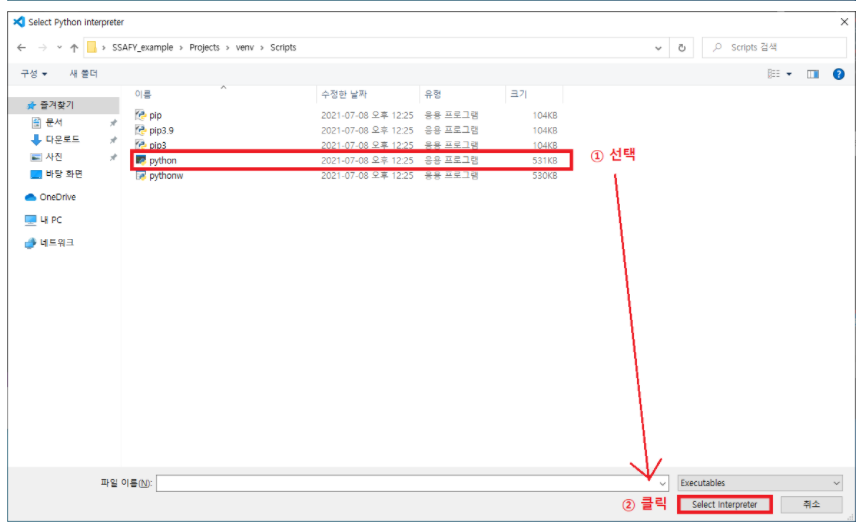 Select Python interpreter
SSAFY_example › Projects › venv › Scripts
Scripts 검색
구성 새 폴더
이름 수정한 날짜 유형 크기
즐겨찾기
문서
다운로드
사진
바탕 화면
OneDrive
내 PC
네트워크
pip 2021-07-08 오후 12:25 응용 프로그램 104KB
pip3.9 2021-07-08 오후 12:25 응용 프로그램 104KB
pip3 2021-07-08 오후 12:25 응용 프로그램 104KB
python 2021-07-08 오후 12:25 응용 프로그램 531KB
pythonw 2021-07-08 오후 12:25 응용 프로그램 530KB
① 선택
파일 이름(N): Executables
② 클릭 Select Interpreter 취소